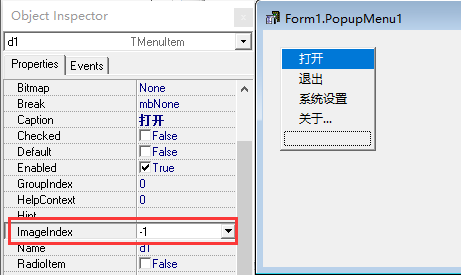 Object Inspector
d1 TMenuItem
Properties Events
Bitmap None
Break mbNone
Caption 打开
Checked False
Default False
Enabled True
GroupIndex 0
HelpContext 0
Hint
ImageIndex -1
Name d1
RadioItem False
Form1.PopupMenu1
打开
退出
系统设置
关于...